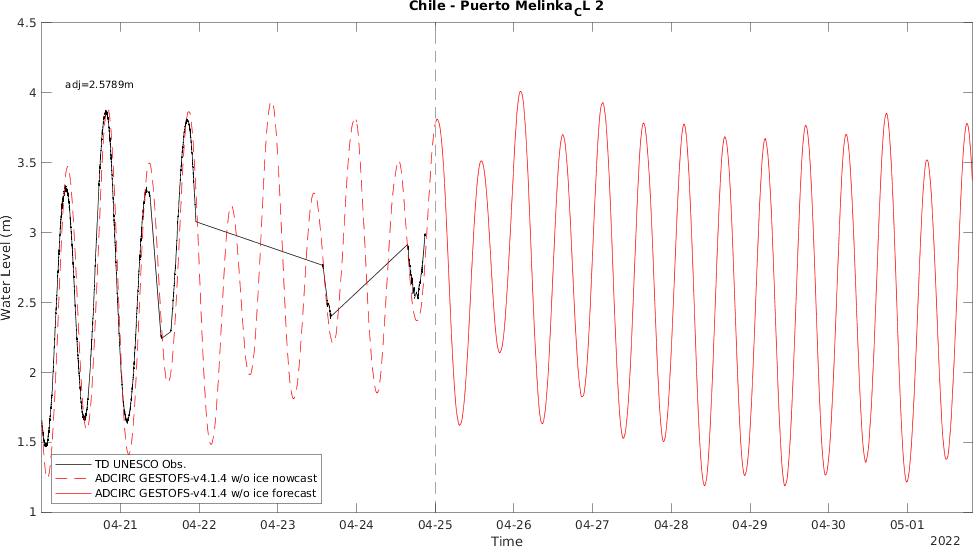 Chile - Puerto Melinka_CL 2
4.5
4
3.5
3
2.5
2
1.5
1
Water Level (m)
adj=2.5789m
TD UNESCO Obs.
ADCIRC GESTOFS-v4.1.4 w/o ice nowcast
ADCIRC GESTOFS-v4.1.4 w/o ice forecast
04-21 04-22 04-23 04-24 04-25 04-26 04-27 04-28 04-29 04-30 05-01
Time
2022